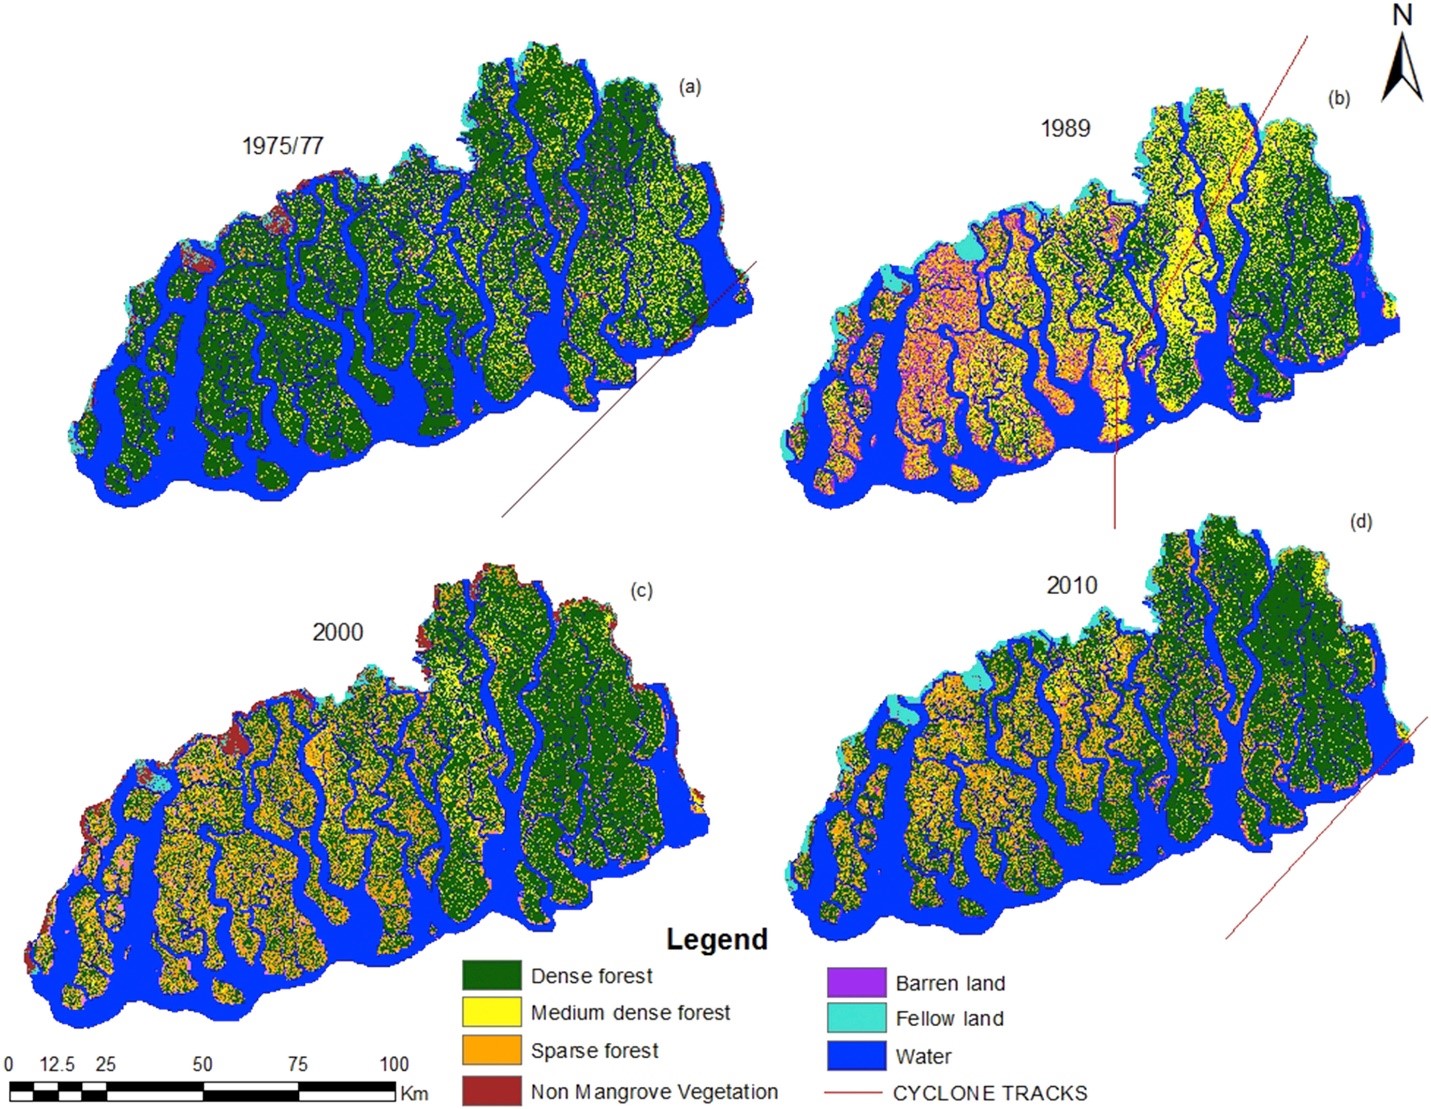 N
(a)
(b)
1975/77
1989
(d)
(c)
2010
2000
Legend
Dense forest
Medium dense forest
Sparse forest
Non Mangrove Vegetation
Barren land
Fellow land
Water
CYCLONE TRACKS
0 12.5 25 50 75 100
Km